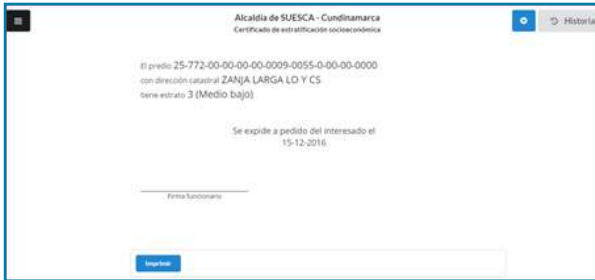 Alcaldía de SUESCA - Cundinamarca
Certificado de estratificación socioeconómica
Historia
El predio 25-772-00-00-00-00-0009-0055-0-00-00-0000
con dirección catastral ZANJA LARGA LO Y CS
tiene estrato 3 (Medio bajo)
Se expide a pedido del interesado el
15-12-2016
Firma funcionario
Imprimir